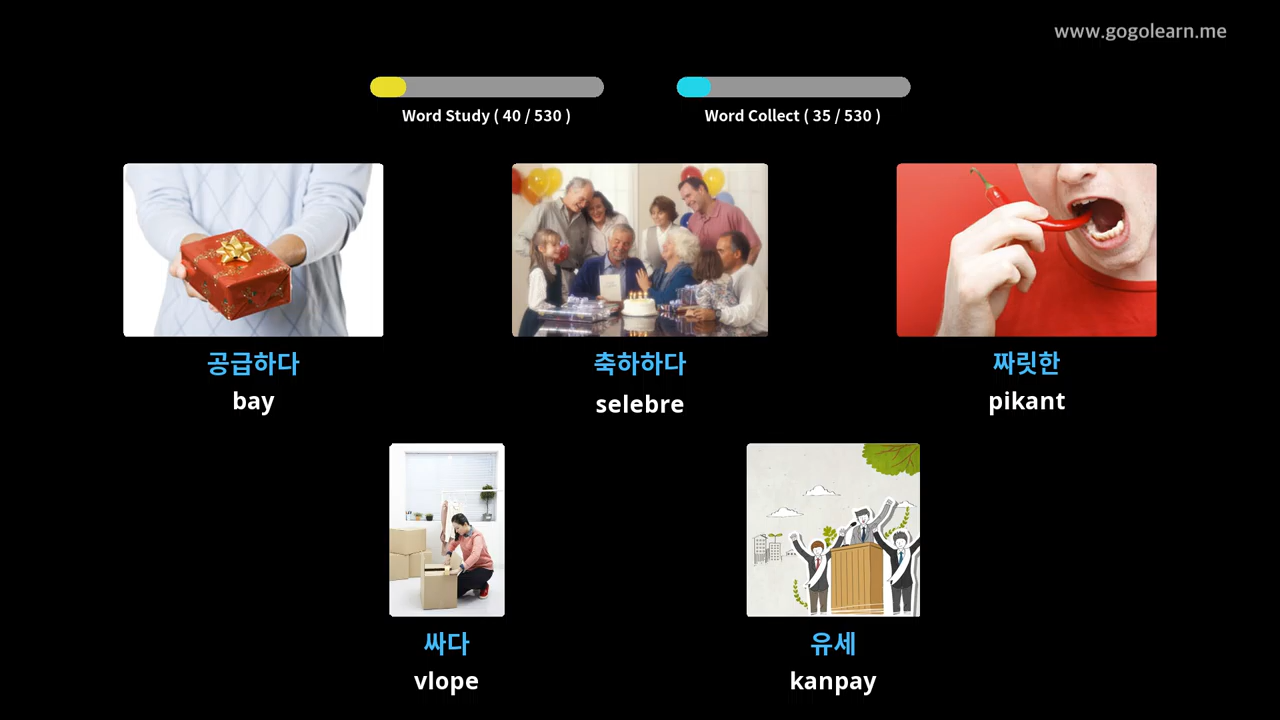 www.gogolearn.me
Word Study ( 40 / 530 )
Word Collect ( 35 / 530 )
공급하다
bay
축하하다
selebre
짜릿한
pikant
싸다
vlope
유세
kanpay